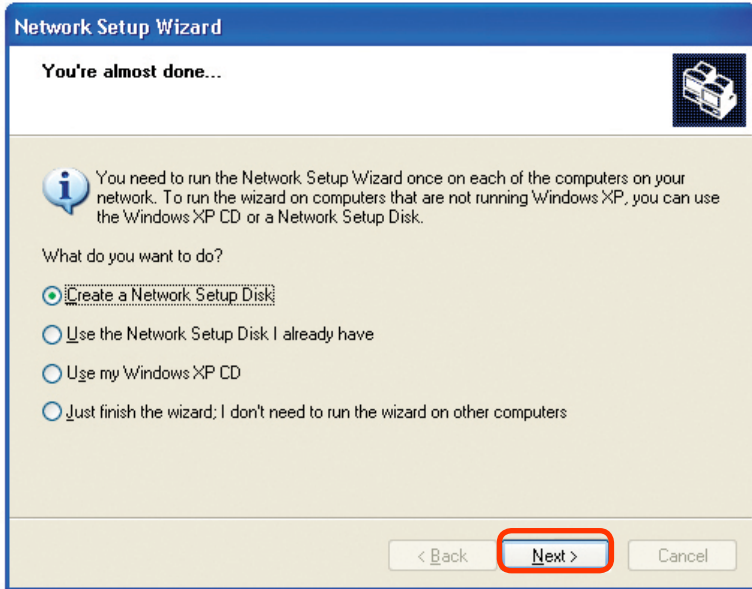 Network Setup Wizard
You're almost done...
You need to run the Network Setup Wizard once on each of the computers on your
network. To run the wizard on computers that are not running Windows XP, you can use
the Windows XP CD or a Network Setup Disk.
What do you want to do?
Create a Network Setup Disk
Use the Network Setup Disk I already have
Use my Windows XP CD
Just finish the wizard; I don't need to run the wizard on other computers
< Back
Next >
Cancel